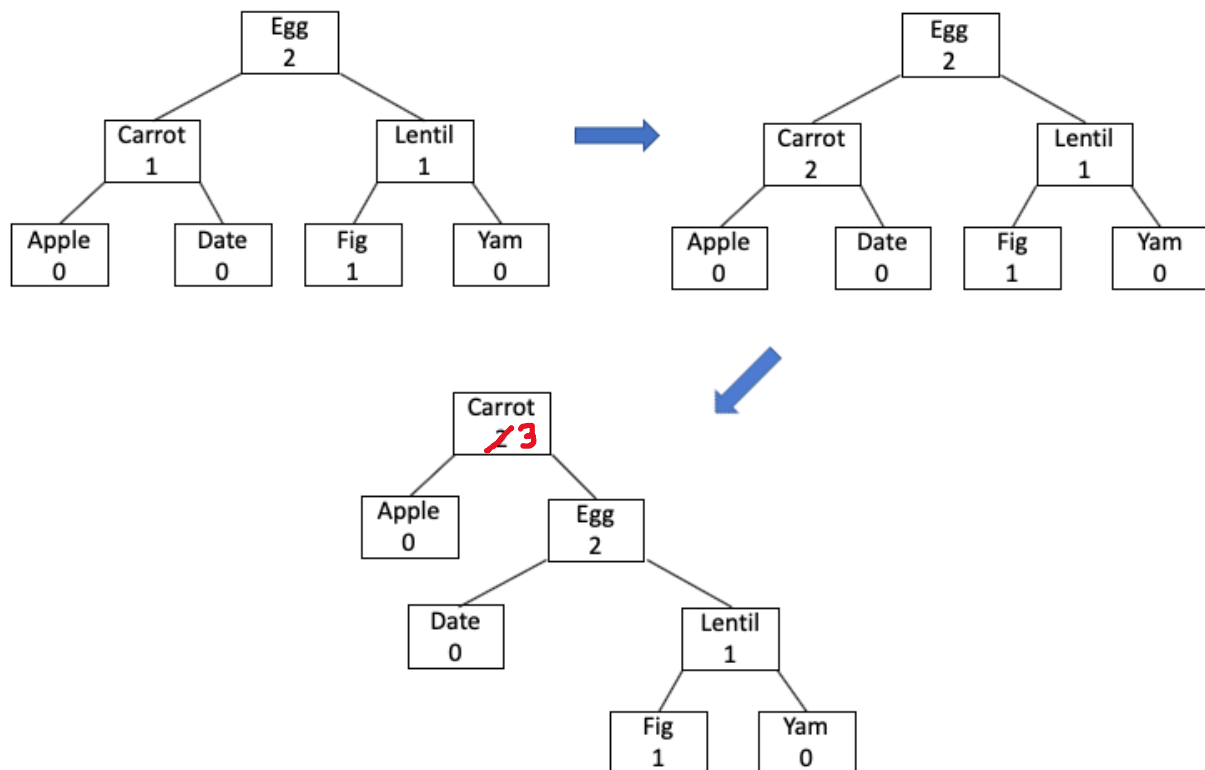 Egg
2
Carrot
1
Lentil
1
Apple
0
Date
0
Fig
1
Yam
0
Egg
2
Carrot
2
Lentil
1
Apple
0
Date
0
Fig
1
Yam
0
Carrot
2 3
Apple
0
Egg
2
Date
0
Lentil
1
Fig
1
Yam
0